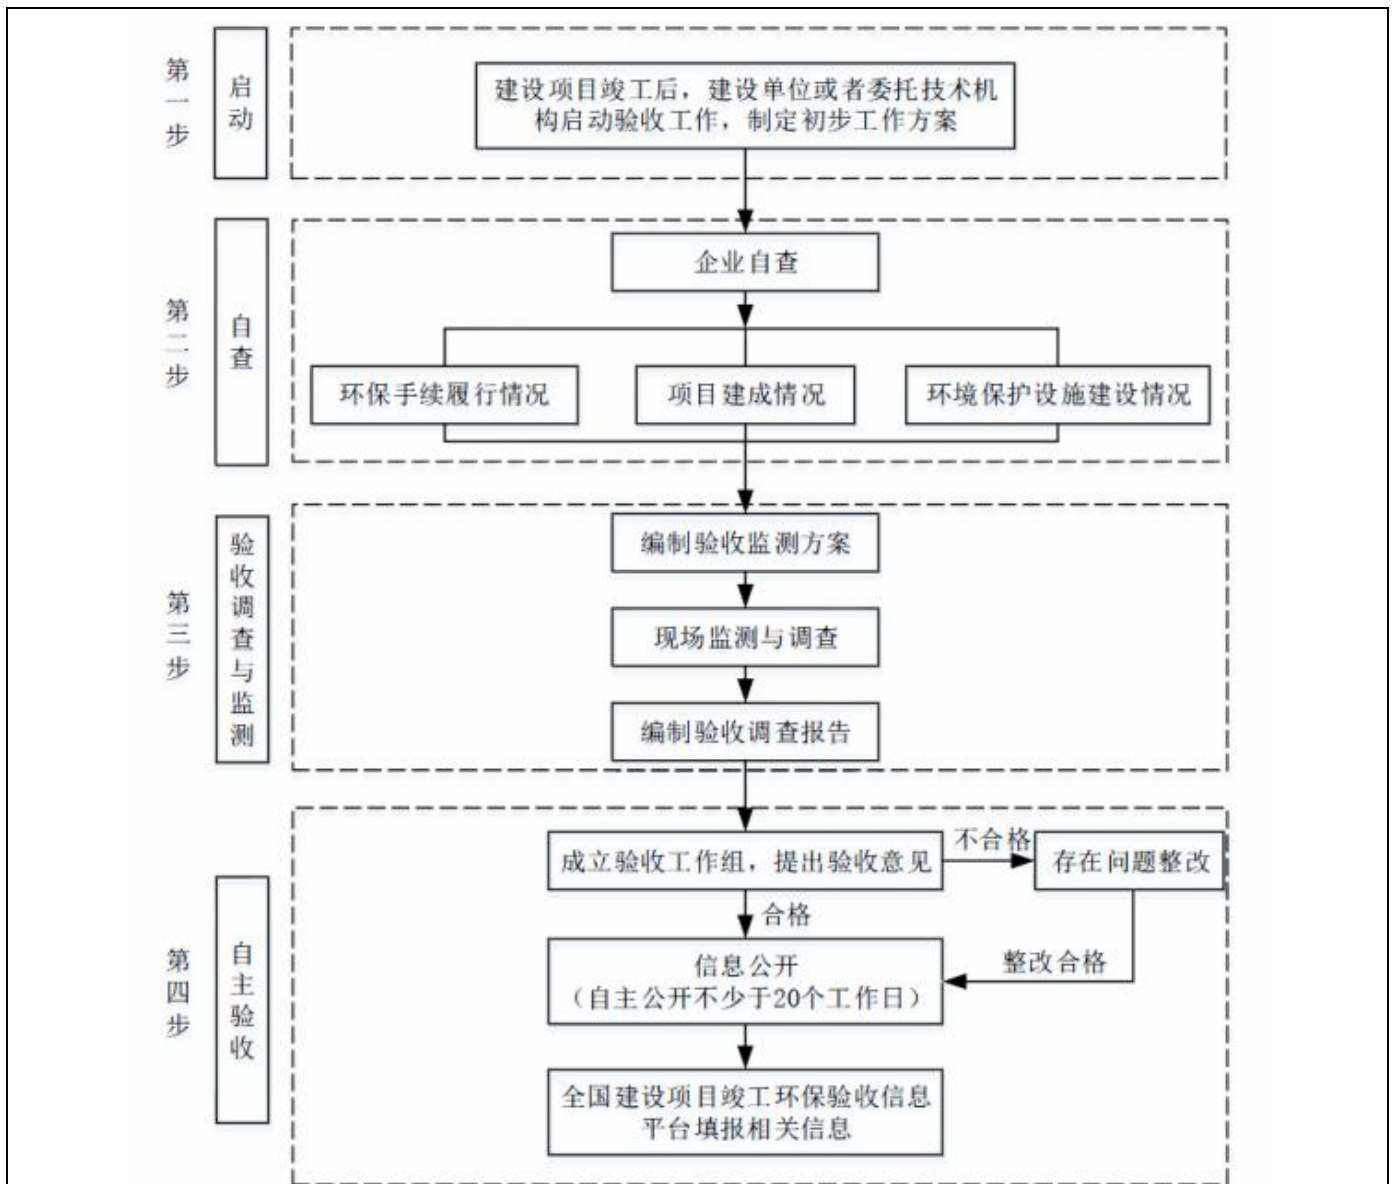 第一步
启动
建设项目竣工后，建设单位或者委托技术机
构启动验收工作，制定初步工作方案
第二步
自查
企业自查
环保手续履行情况
项目建成情况
环境保护设施建设情况
第三步
验收调查与监测
编制验收监测方案
现场监测与调查
编制验收调查报告
第四步
自主验收
成立验收工作组，提出验收意见
不合格
存在问题整改
合格
信息公开
（自主公开不少于20个工作日）
整改合格
全国建设项目竣工环保验收信息
平台填报相关信息